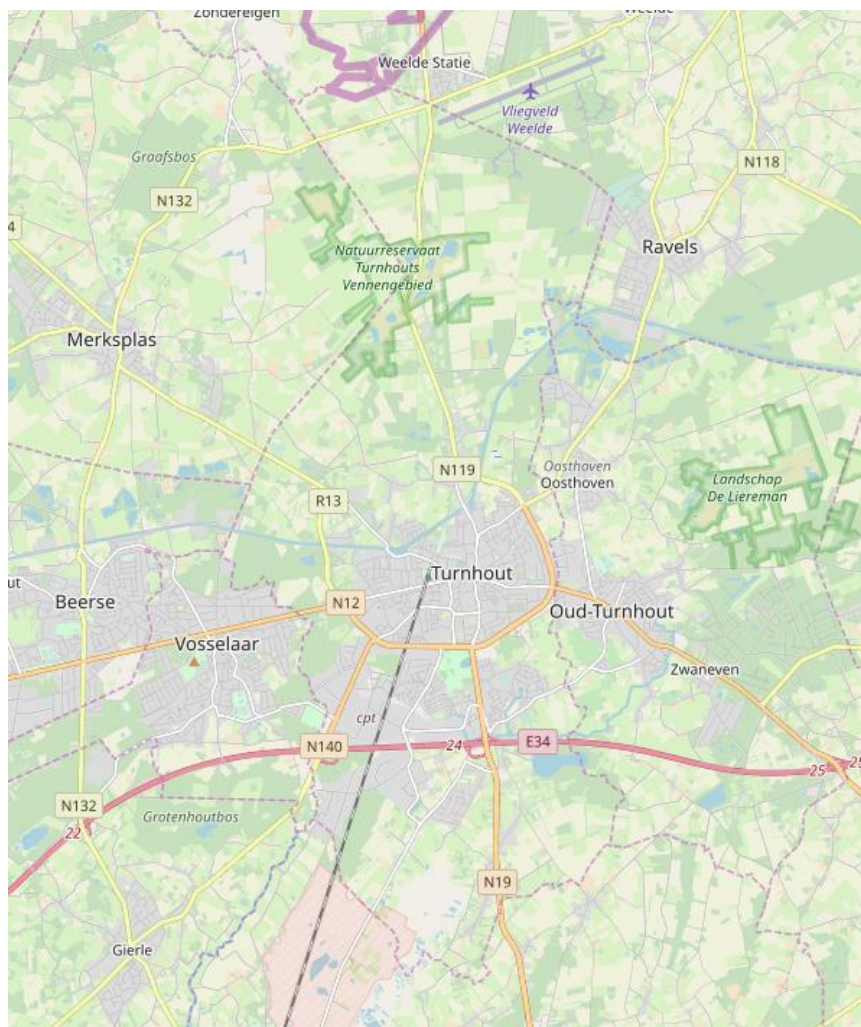 Zondereigen
Weelde
Weelde Statie
Vliegveld
Weelde
Graafsbos
N118
N132
4
Natuurreservaat
Turnhouts
Vennengebied
Ravels
Merksplas
N119
Oosthoven
Oosthoven
Landschap
De Liereman
R13
Turnhout
ut
Beerse
N12
Oud-Turnhout
Vosselaar
Zwaneven
cpt
N140
24
E34
25
25
N132
22
Grotenhoutbos
N19
Gierle